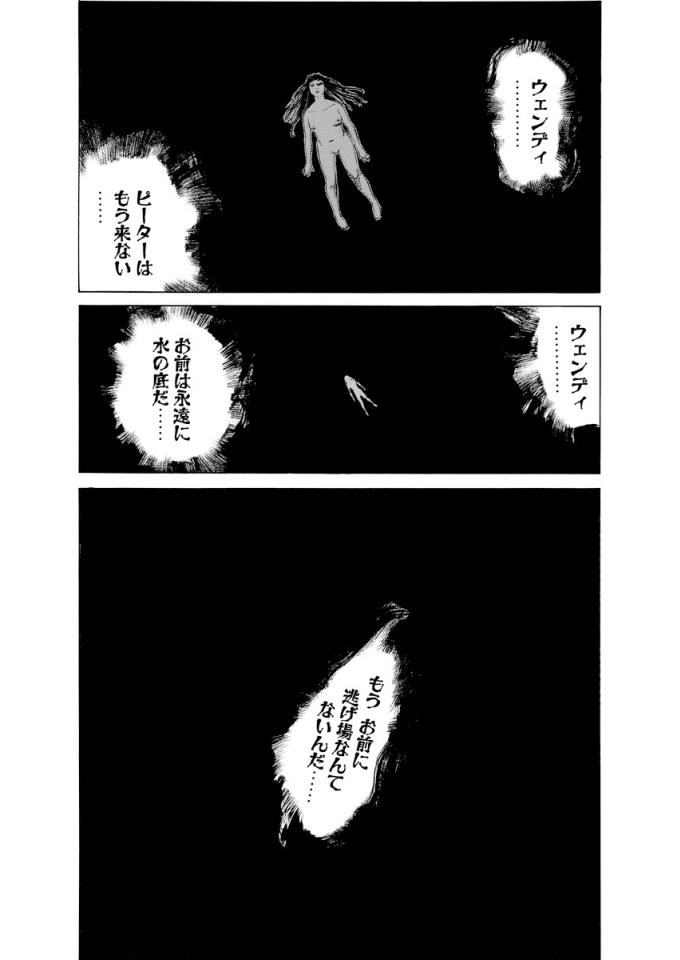 ウェンディ
…………
ピーターは
もう来ない
……
ウェンディ
…………
お前は永遠に
水の底だ……
もう お前に
逃げ場なんて
ないんだ……